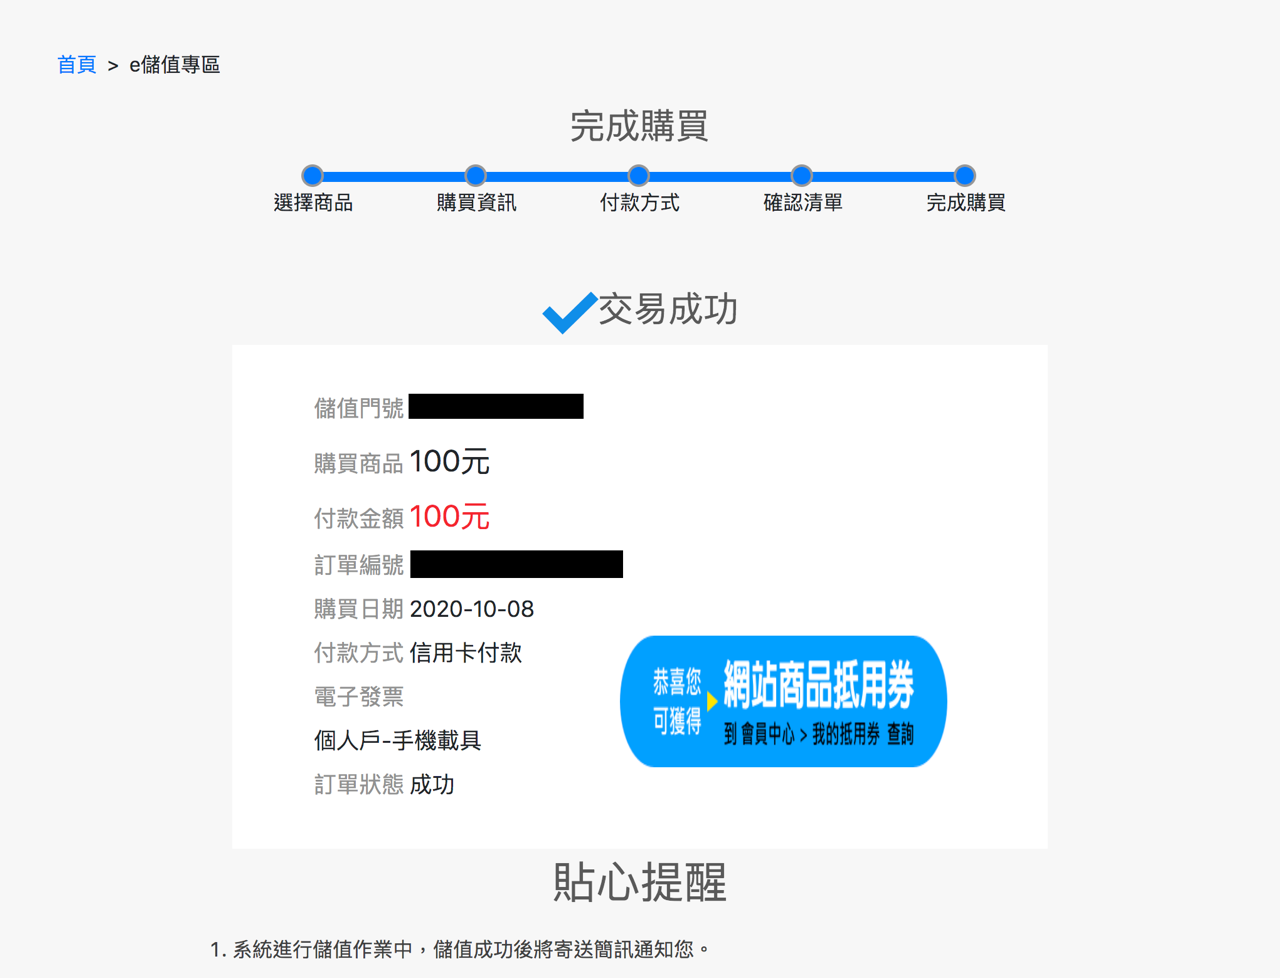 首頁 > e儲值專區
完成購買
選擇商品 購買資訊 付款方式 確認清單 完成購買
交易成功
儲值門號
購買商品 100元
付款金額 100元
訂單編號
購買日期 2020-10-08
付款方式 信用卡付款
電子發票
個人戶-手機載具
訂單狀態 成功
恭喜您
可獲得
網站商品抵用券
到 會員中心 > 我的抵用券 查詢
貼心提醒
1. 系統進行儲值作業中，儲值成功後將寄送簡訊通知您。